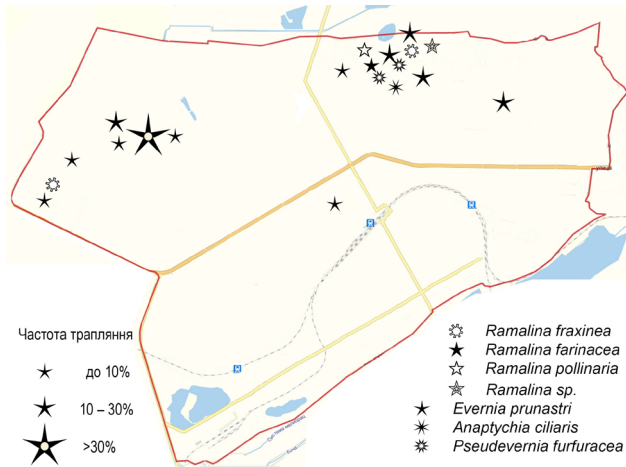 Частота трапляння
до 10%
10 – 30%
>30%
Ramalina fraxinea
Ramalina farinacea
Ramalina pollinaria
Ramalina sp.
Evernia prunastri
Anaptychia ciliaris
Pseudevernia furfuracea